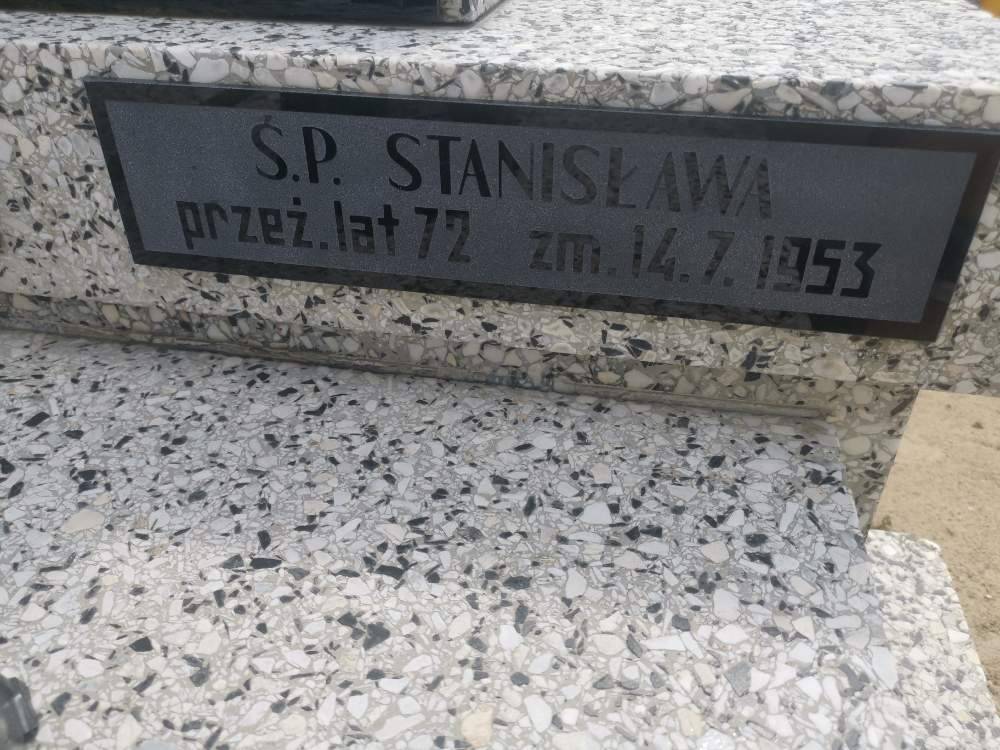 Ś.P. STANISŁAWA
przeż. lat 72 zm. 14.7.1953